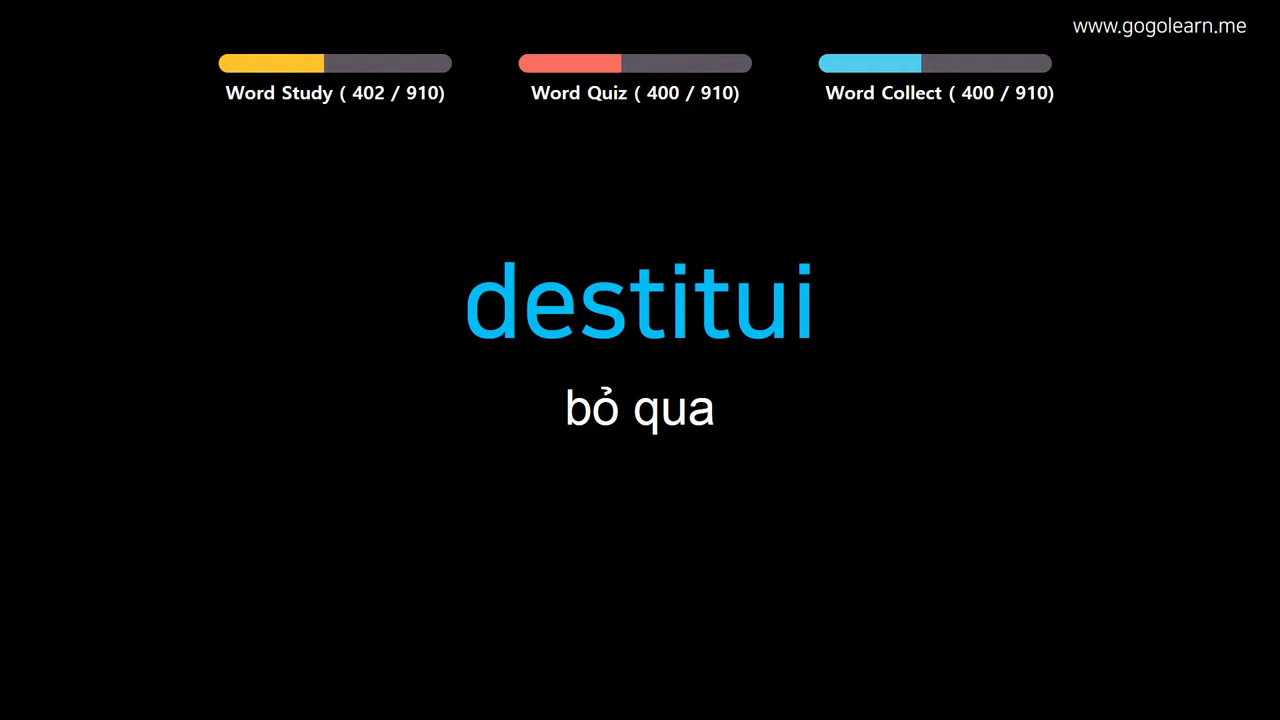 www.gogolearn.me
Word Study ( 402 / 910)
Word Quiz ( 400 / 910)
Word Collect ( 400 / 910)
destitui
bỏ qua